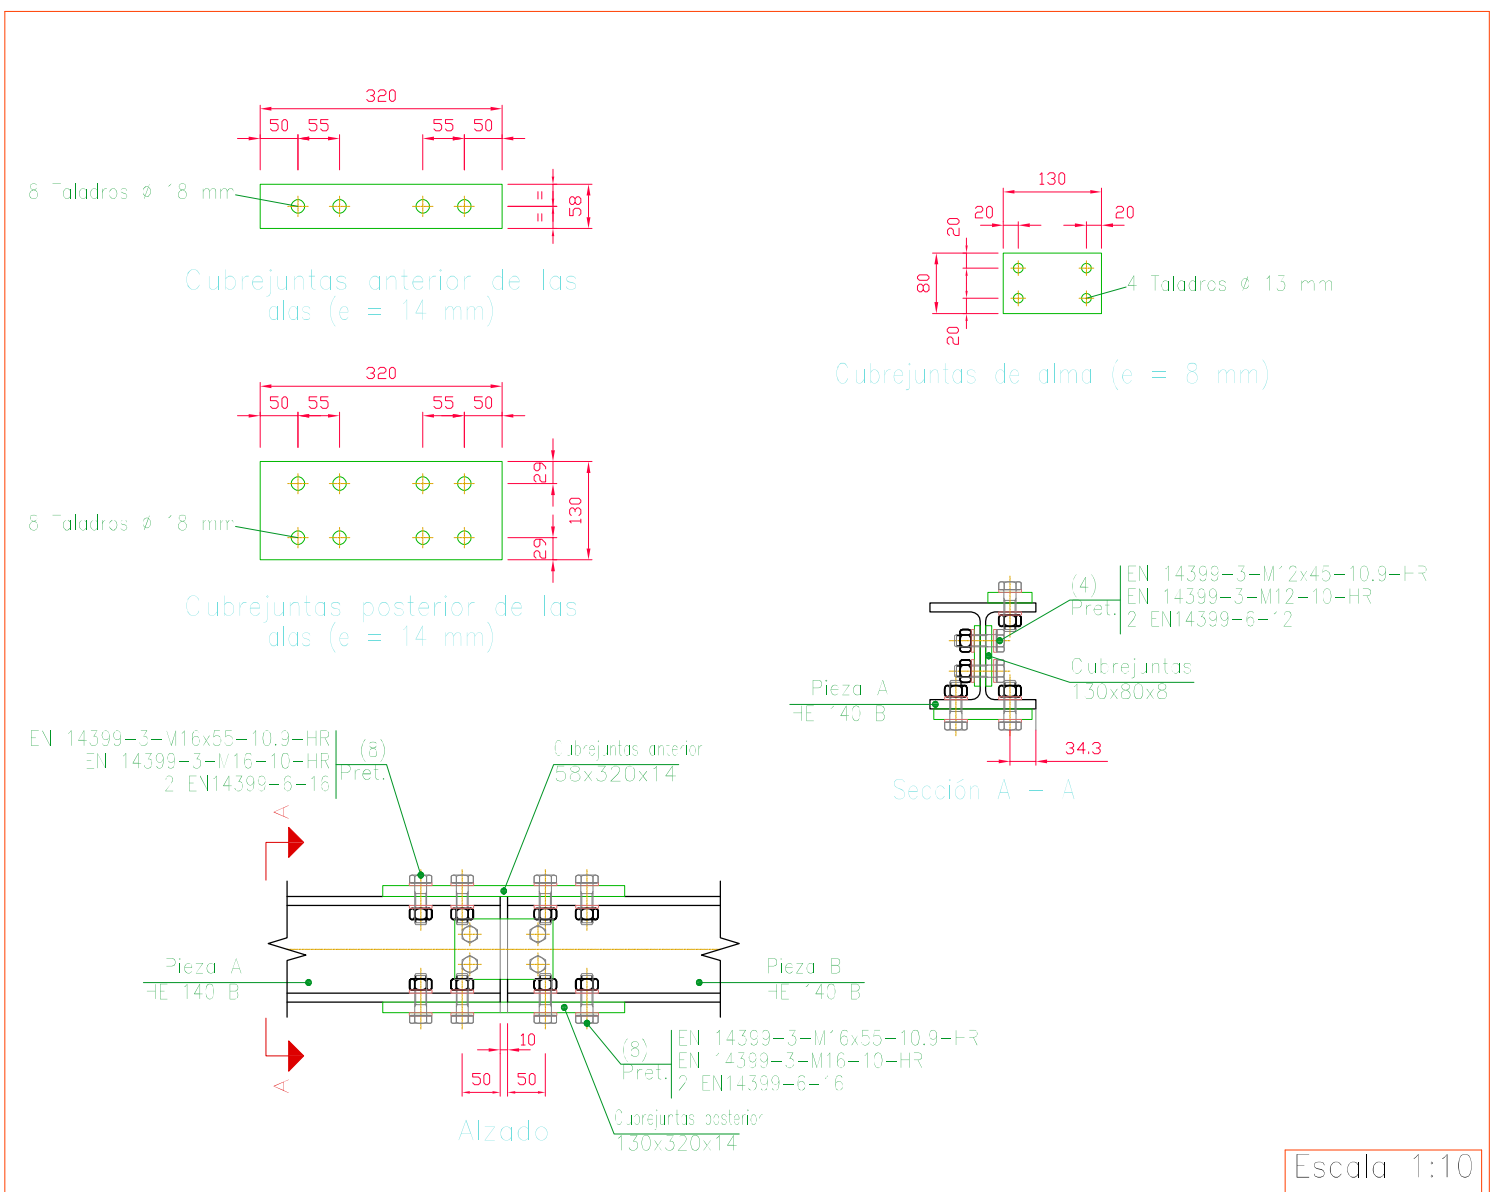 320
50
55
55
50
8 Taladros ø 18 mm
=
=
58
Cubrejuntas anterior de las
alas (e = 14 mm)
130
20
20
20
80
20
4 Taladros ø 13 mm
Cubrejuntas de alma (e = 8 mm)
320
50
55
55
50
29
130
29
8 Taladros ø 18 mm
Cubrejuntas posterior de las
alas (e = 14 mm)
(4)
Pret.
EN 14399-3-M12x45-10.9-HR
EN 14399-3-M12-10-HR
2 EN14399-6-12
Cubrejuntas
130x80x8
Pieza A
HE 140 B
34.3
Sección A - A
EN 14399-3-M16x55-10.9-HR
EN 14399-3-M16-10-HR
2 EN14399-6-16
(8)
Pret.
Cubrejuntas anterior
58x320x14
A
Pieza A
HE 140 B
Pieza B
HE 140 B
A
10
50
50
(8)
Pret.
EN 14399-3-M16x55-10.9-HR
EN 14399-3-M16-10-HR
2 EN14399-6-16
Cubrejuntas posterior
130x320x14
Alzado
Escala 1:10